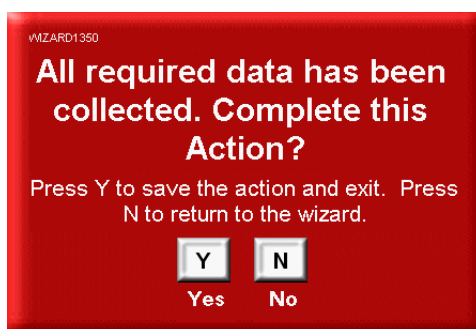 WIZARD1350
All required data has been
collected. Complete this
Action?
Press Y to save the action and exit.  Press
N to return to the wizard.
Y N
Yes No